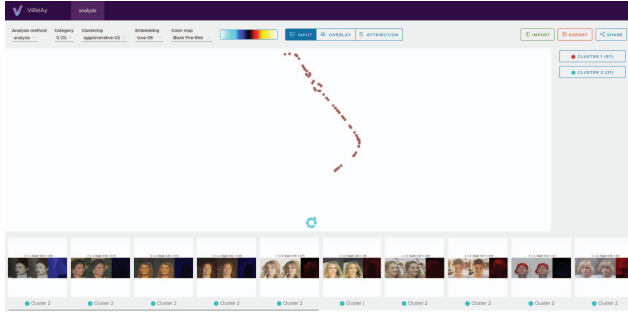 ViRelAy analysis
Analysis method Category Clustering Embedding Color map
analysis 0 (0) agglomerative-02 tsne-06 Black Fire-Red INPUT OVERLAY ATTRIBUTION IMPORT EXPORT SHARE
CLUSTER 1 (57)
CLUSTER 2 (21)
Cluster 2 Cluster 2 Cluster 2 Cluster 2 Cluster 2 Cluster 1 Cluster 2 Cluster 2 Cluster 2 Cluster 2